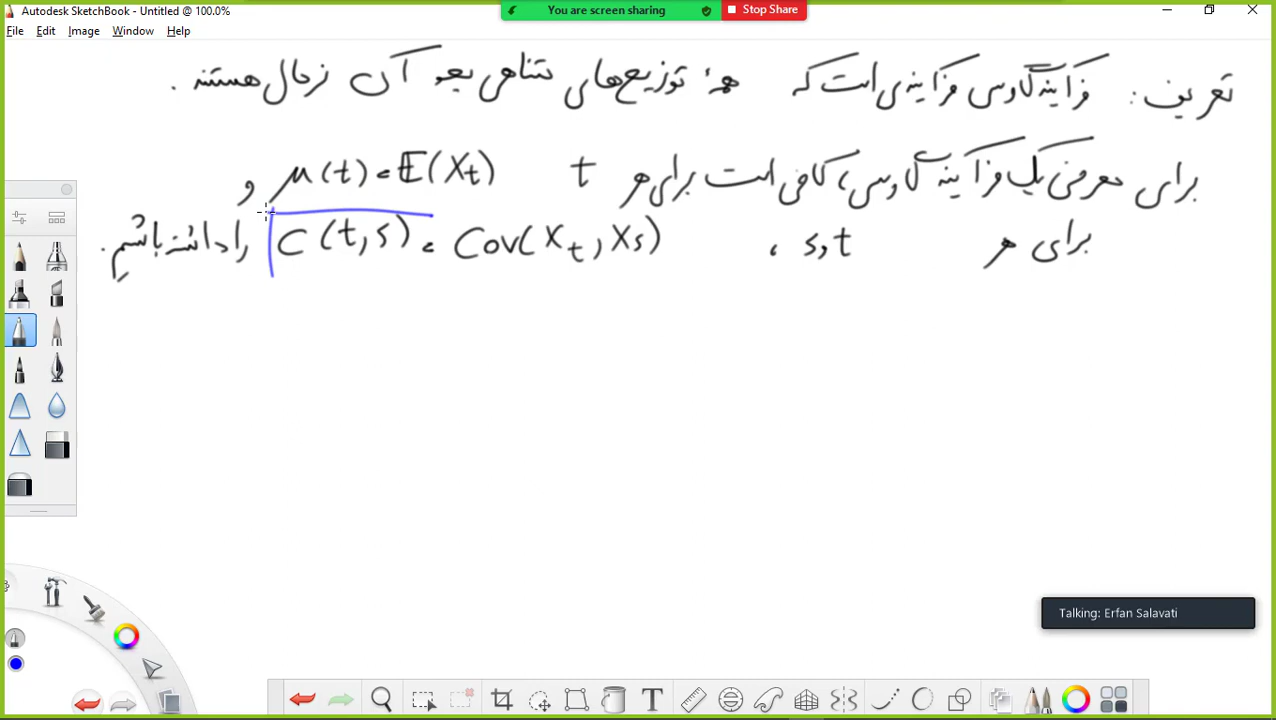 Autodesk SketchBook - Untitled @ 100.0%
You are screen sharing
Stop Share
File Edit Image Window Help
تعریف: فرآیند گاوسی فرآیندی است که همهٔ توزیع‌های متناهی بعد آن نرمال هستند.
برای معرفی یک فرآیند گاوسی، کافی است برای هر t μ(t) = E(Xt) و
برای هر s,t ، C(t,s) = Cov(Xt, Xs) را داشته باشیم.
Talking: Erfan Salavati